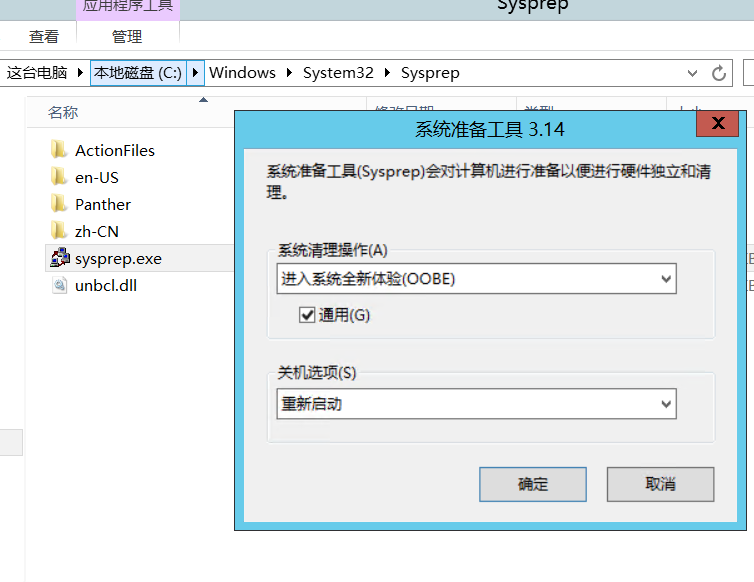 应用程序工具
Sysprep
查看
管理
这台电脑
本地磁盘 (C:)
Windows
System32
Sysprep
名称
ActionFiles
en-US
Panther
zh-CN
sysprep.exe
unbcl.dll
系统准备工具 3.14
系统准备工具(Sysprep)会对计算机进行准备以便进行硬件独立和清
理。
系统清理操作(A)
进入系统全新体验(OOBE)
通用(G)
关机选项(S)
重新启动
确定
取消